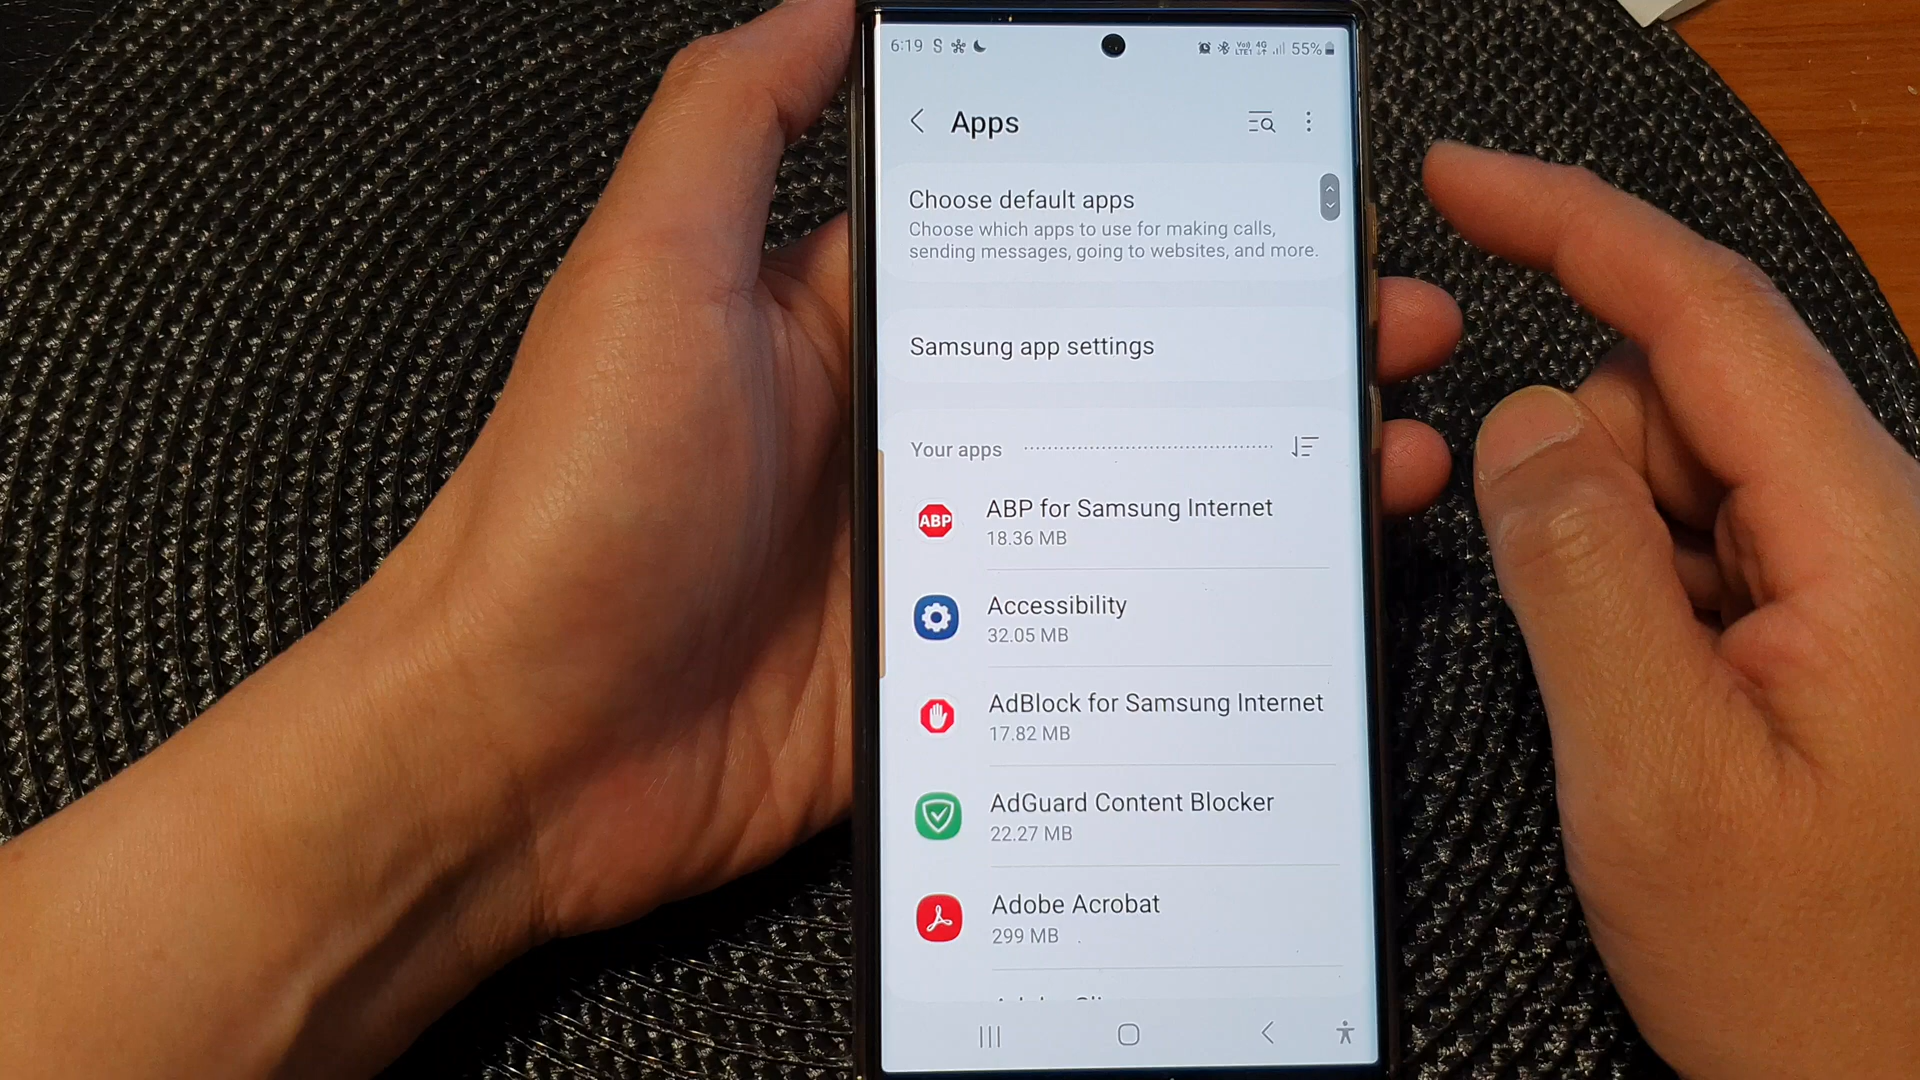 6:19 55%
Apps
Choose default apps
Choose which apps to use for making calls,
sending messages, going to websites, and more.
Samsung app settings
Your apps
ABP
ABP for Samsung Internet
18.36 MB
Accessibility
32.05 MB
AdBlock for Samsung Internet
17.82 MB
AdGuard Content Blocker
22.27 MB
Adobe Acrobat
299 MB